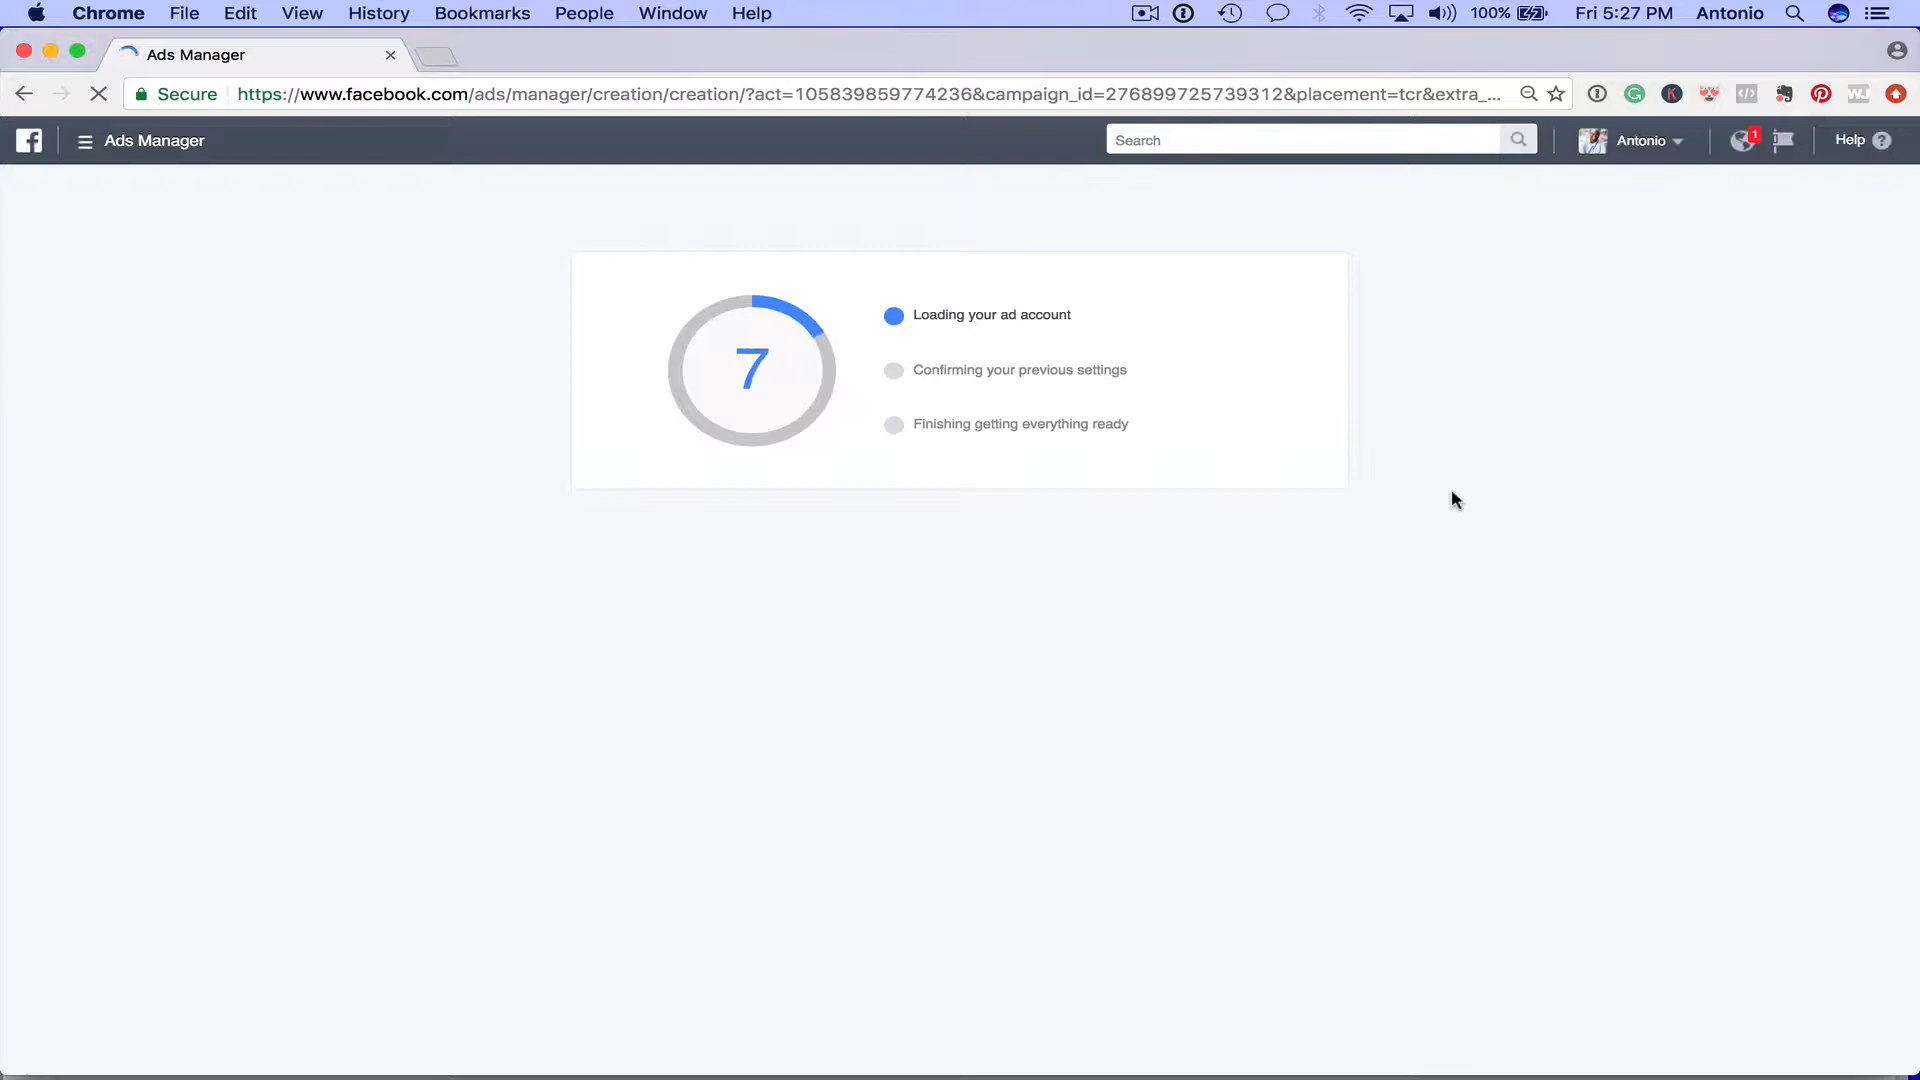 Chrome File Edit View History Bookmarks People Window Help 100% Fri 5:27 PM Antonio
Ads Manager
Secure https://www.facebook.com/ads/manager/creation/creation/?act=105839859774236&campaign_id=276899725739312&placement=tcr&extra_...
Ads Manager Search Antonio 1 Help ?
7
Loading your ad account
Confirming your previous settings
Finishing getting everything ready